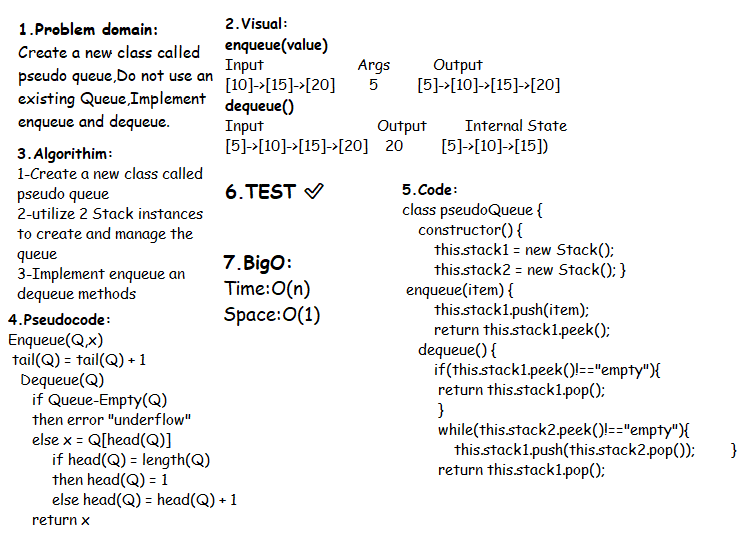 1.Problem domain:
Create a new class called
pseudo queue,Do not use an
existing Queue,Implement
enqueue and dequeue.
2.Visual:
enqueue(value)
Input Args Output
[10]->[15]->[20] 5 [5]->[10]->[15]->[20]
dequeue()
Input Output Internal State
[5]->[10]->[15]->[20] 20 [5]->[10]->[15])
3.Algorithim:
1-Create a new class called
pseudo queue
2-utilize 2 Stack instances
to create and manage the
queue
3-Implement enqueue an
dequeue methods
4.Pseudocode:
Enqueue(Q,x)
tail(Q) = tail(Q) + 1
Dequeue(Q)
if Queue-Empty(Q)
then error "underflow"
else x = Q[head(Q)]
if head(Q) = length(Q)
then head(Q) = 1
else head(Q) = head(Q) + 1
return x
5.Code:
class pseudoQueue {
constructor() {
this.stack1 = new Stack();
this.stack2 = new Stack(); }
enqueue(item) {
this.stack1.push(item);
return this.stack1.peek();
dequeue() {
if(this.stack1.peek()!=="empty"){
return this.stack1.pop();
}
while(this.stack2.peek()!=="empty"){
this.stack1.push(this.stack2.pop()); }
return this.stack1.pop();
6.TEST ✓
7.BigO:
Time:O(n)
Space:O(1)